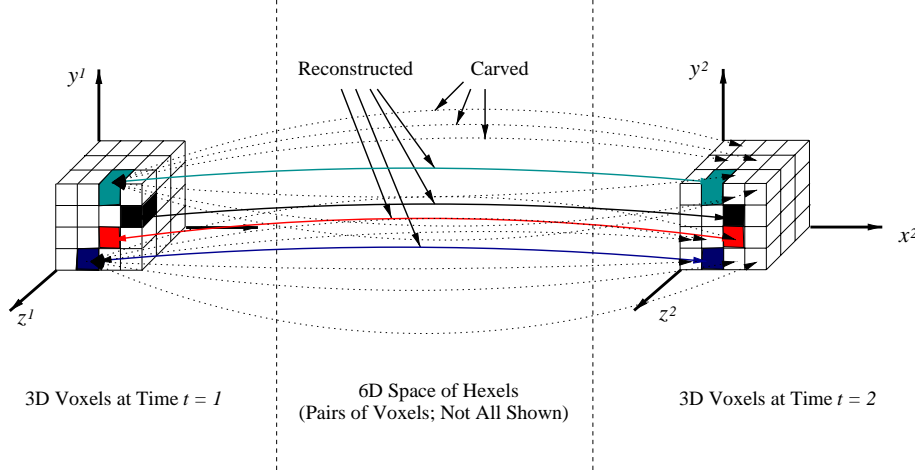 y¹
Reconstructed
Carved
y²
x²
z¹
z²
3D Voxels at Time t = 1
6D Space of Hexels
(Pairs of Voxels; Not All Shown)
3D Voxels at Time t = 2